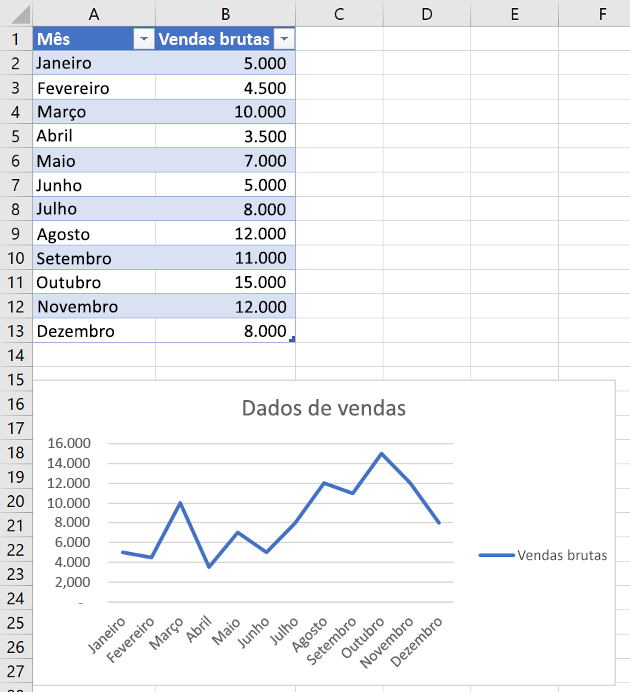 A B C D E F
1 Mês Vendas brutas
2 Janeiro 5.000
3 Fevereiro 4.500
4 Março 10.000
5 Abril 3.500
6 Maio 7.000
7 Junho 5.000
8 Julho 8.000
9 Agosto 12.000
10 Setembro 11.000
11 Outubro 15.000
12 Novembro 12.000
13 Dezembro 8.000
14
15
16 Dados de vendas
17
18
19
20
21
22
23
24
25
26
27
16.000
14.000
12.000
10.000
8.000
6.000
4.000
2,000
-
Vendas brutas
Janeiro
Fevereiro
Março
Abril
Maio
Junho
Julho
Agosto
Setembro
Outubro
Novembro
Dezembro